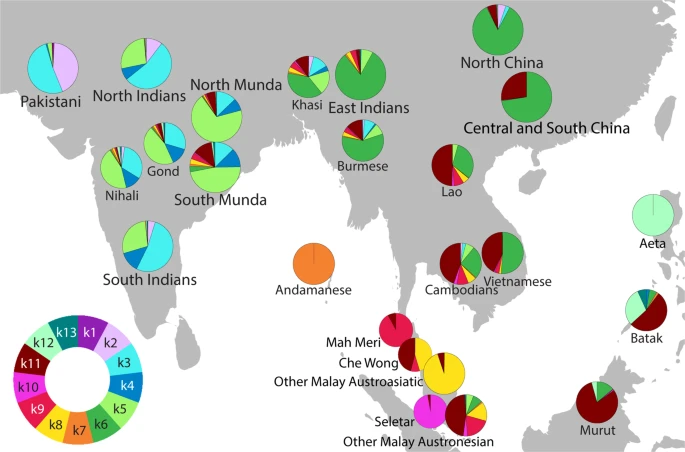 North China
Pakistani
North Indians
North Munda
Khasi
East Indians
Central and South China
Nihali
Gond
South Munda
Burmese
Lao
Aeta
South Indians
Andamanese
Cambodians
Vietnamese
Mah Meri
Batak
Che Wong
Other Malay Austroasiatic
Seletar
Other Malay Austronesian
Murut
k13
k1
k12
k2
k11
k3
k10
k4
k9
k5
k8
k7
k6